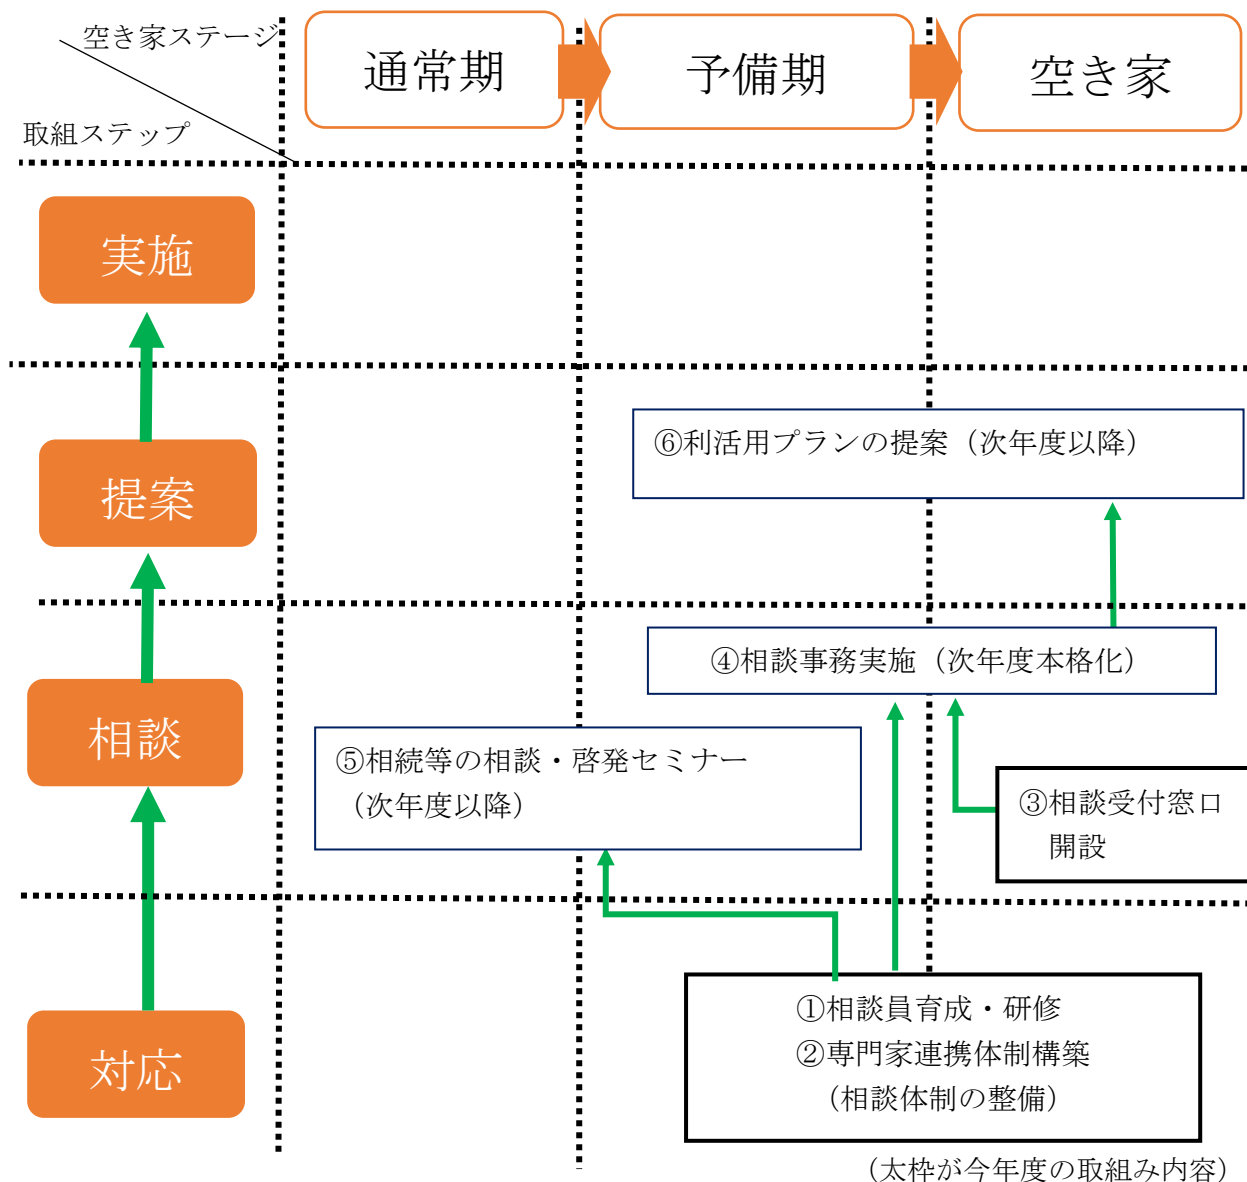 空き家ステージ
取組ステップ
通常期
予備期
空き家
実施
提案
⑥利活用プランの提案（次年度以降）
相談
④相談事務実施（次年度本格化）
⑤相続等の相談・啓発セミナー
（次年度以降）
③相談受付窓口
開設
対応
①相談員育成・研修
②専門家連携体制構築
（相談体制の整備）
（太枠が今年度の取組み内容）